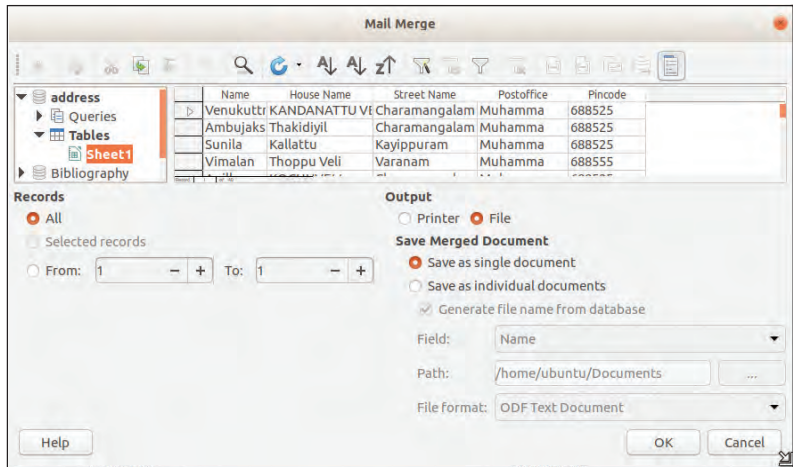 Mail Merge
address
Queries
Tables
Sheet1
Bibliography
Name House Name Street Name Postoffice Pincode
Venukuttr KANDANATTU VE Charamangalam Muhamma 688525
Ambujaks Thakidiyil Charamangalam Muhamma 688525
Sunila Kallattu Kayippuram Muhamma 688525
Vimalan Thoppu Veli Varanam Muhamma 688555
Records
All
Selected records
From: 1 − + To: 1 − +
Output
Printer File
Save Merged Document
Save as single document
Save as individual documents
Generate file name from database
Field: Name
Path: /home/ubuntu/Documents ...
File format: ODF Text Document
Help OK Cancel